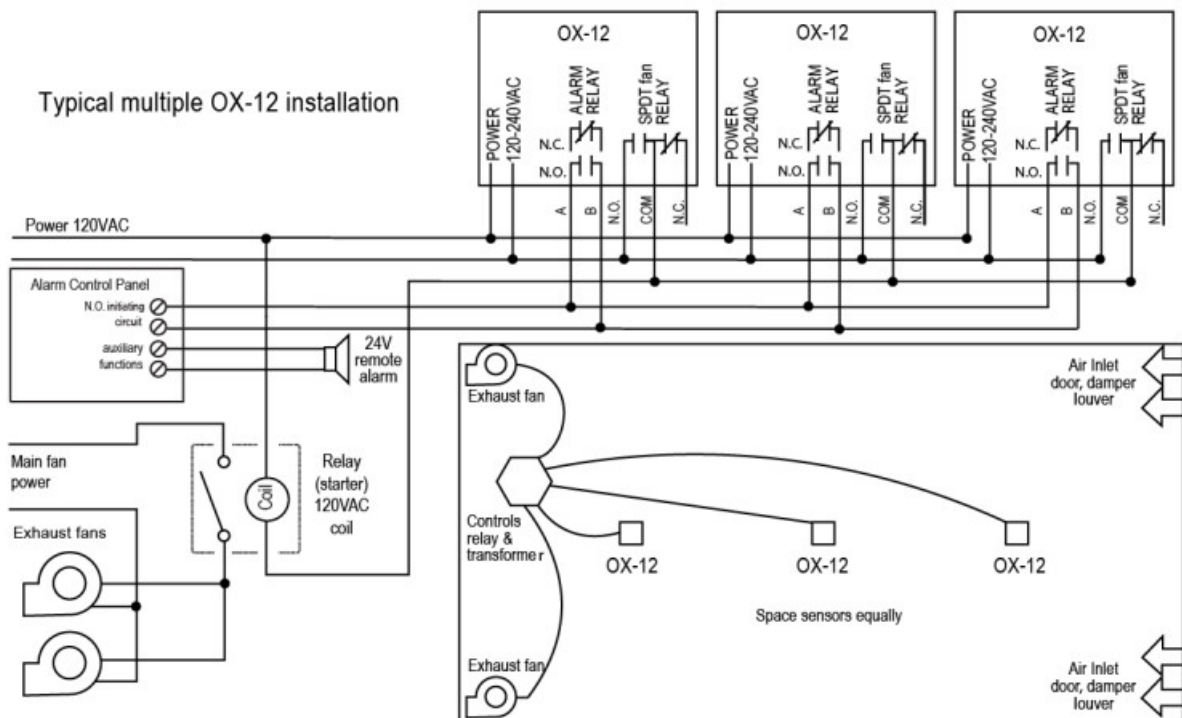 Typical multiple OX-12 installation
OX-12
POWER
120-240VAC
ALARM
RELAY
SPDT fan
RELAY
N.C.
N.O.
A
B
N.O.
COM
N.C.
OX-12
POWER
120-240VAC
ALARM
RELAY
SPDT fan
RELAY
N.C.
N.O.
A
B
N.O.
COM
N.C.
OX-12
POWER
120-240VAC
ALARM
RELAY
SPDT fan
RELAY
N.C.
N.O.
A
B
N.O.
COM
N.C.
Power 120VAC
Alarm Control Panel
N.O. initiating
circuit
auxiliary
functions
24V
remote
alarm
Main fan
power
Coil
Relay
(starter)
120VAC
coil
Exhaust fans
Exhaust fan
Air Inlet
door, damper
louver
Controls
relay &
transformer
OX-12
OX-12
OX-12
Space sensors equally
Exhaust fan
Air Inlet
door, damper
louver